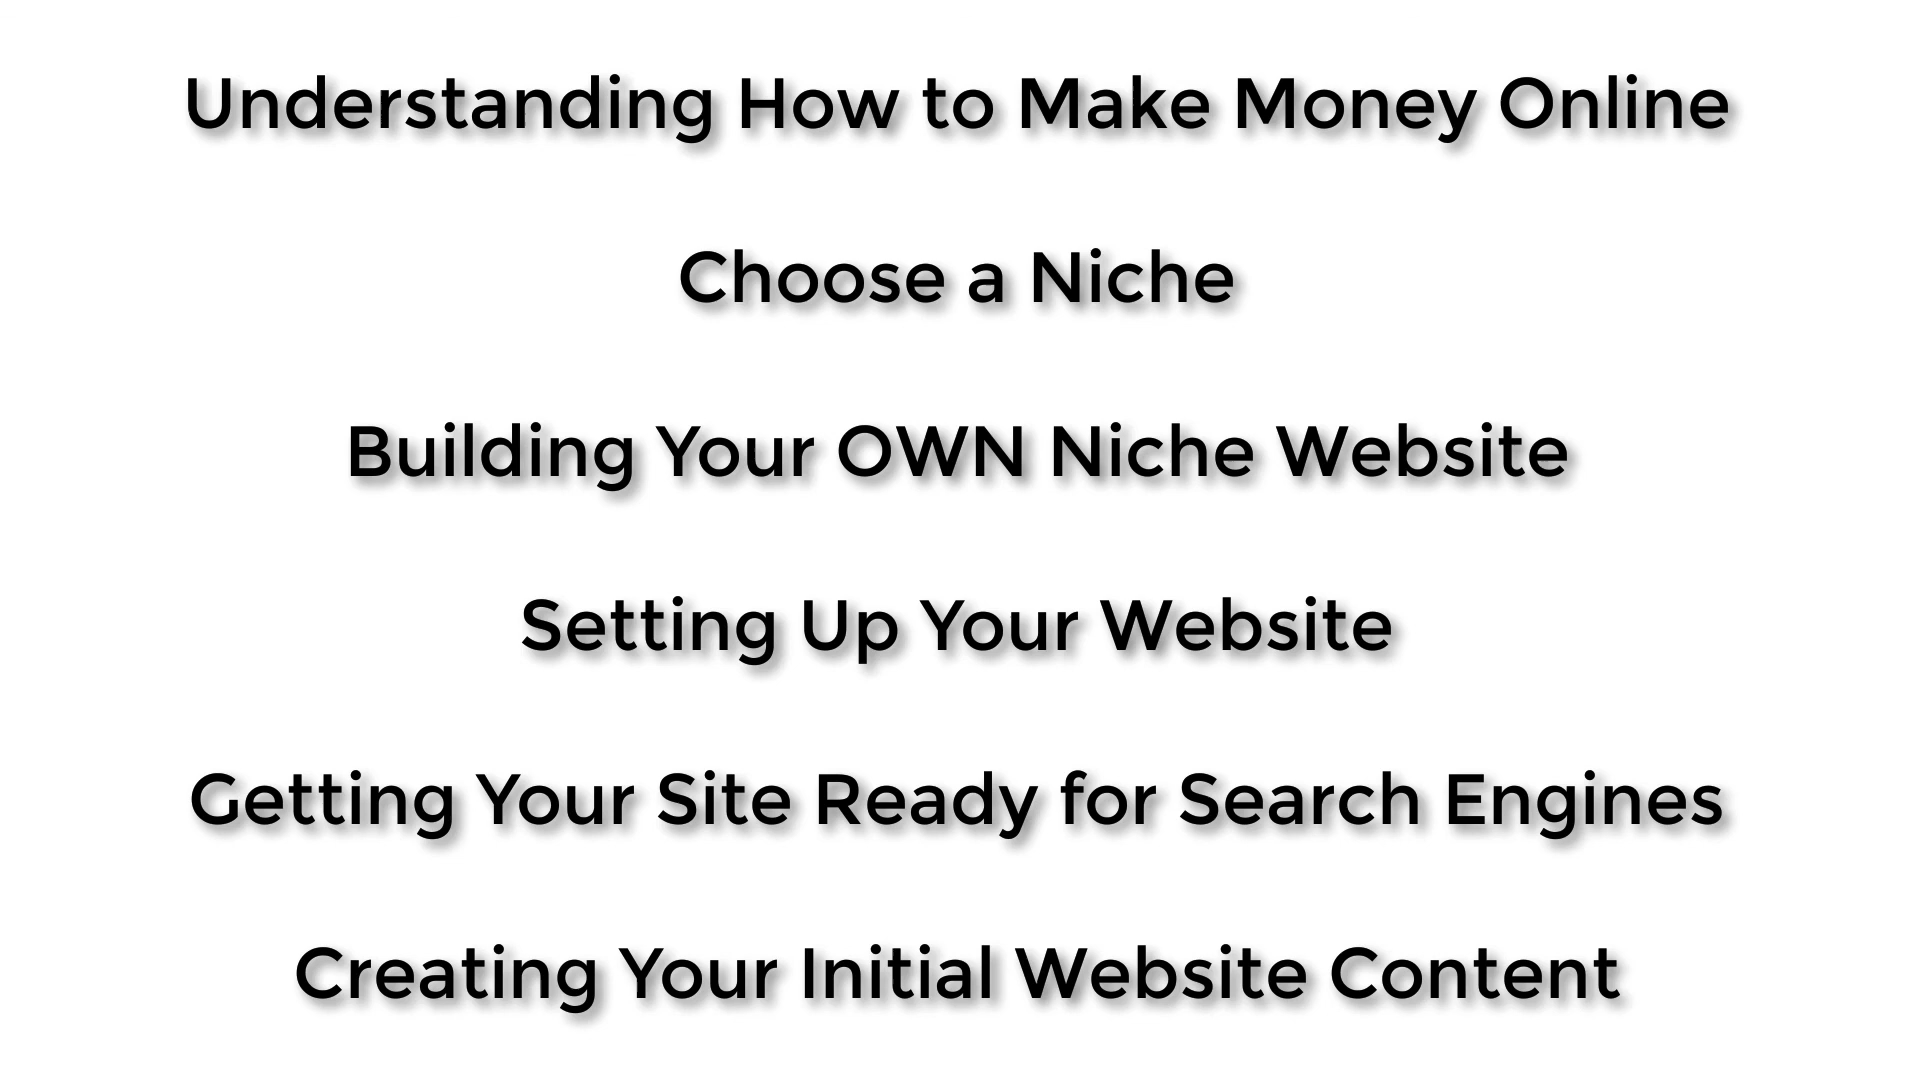 Understanding How to Make Money Online
Choose a Niche
Building Your OWN Niche Website
Setting Up Your Website
Getting Your Site Ready for Search Engines
Creating Your Initial Website Content